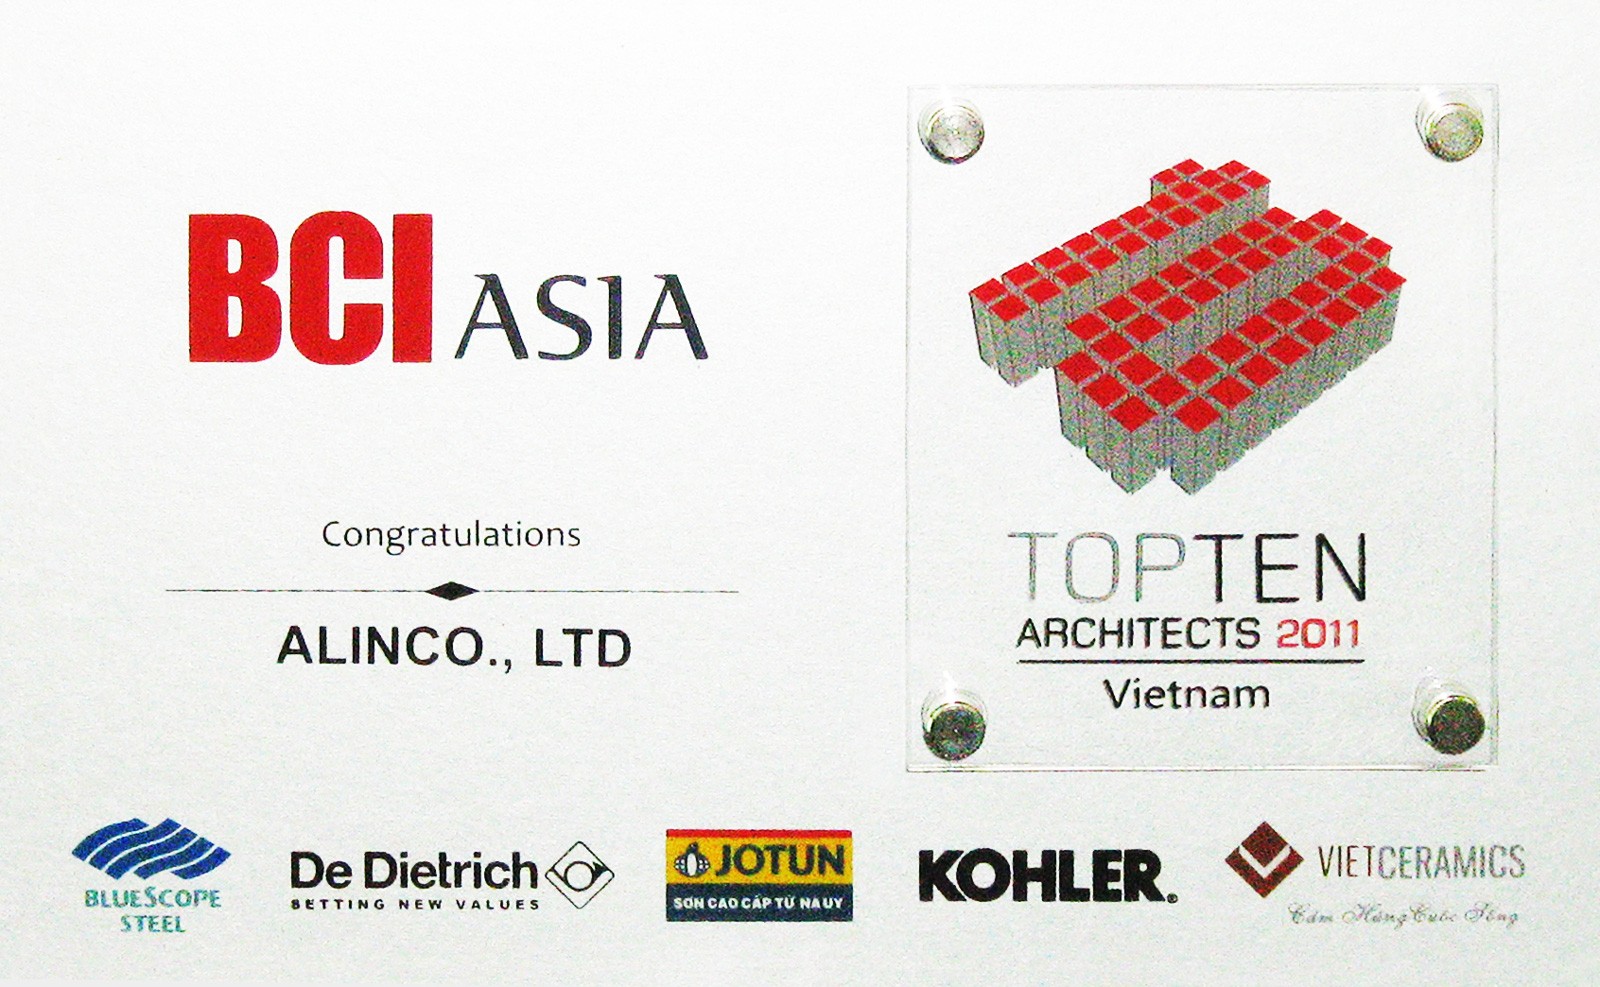 BCI ASIA
Congratulations
ALINCO., LTD
TOPTEN
ARCHITECTS 2011
Vietnam
BLUESCOPE
STEEL
De Dietrich
SETTING NEW VALUES
JOTUN
SƠN CAO CẤP TỪ NA UY
KOHLER®
VIETCERAMICS
Cảm Hứng Cuộc Sống